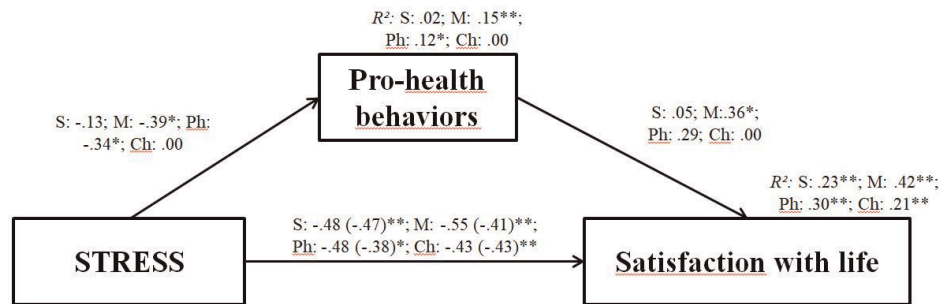 R²: S: .02; M: .15**;
Ph: .12*; Ch: .00
Pro-health
behaviors
S: -.13; M: -.39*; Ph:
-.34*; Ch: .00
S: .05; M:.36*;
Ph: .29; Ch: .00
R²: S: .23**; M: .42**;
Ph: .30**; Ch: .21**
S: -.48 (-.47)**; M: -.55 (-.41)**;
Ph: -.48 (-.38)*; Ch: -.43 (-.43)**
STRESS
Satisfaction with life